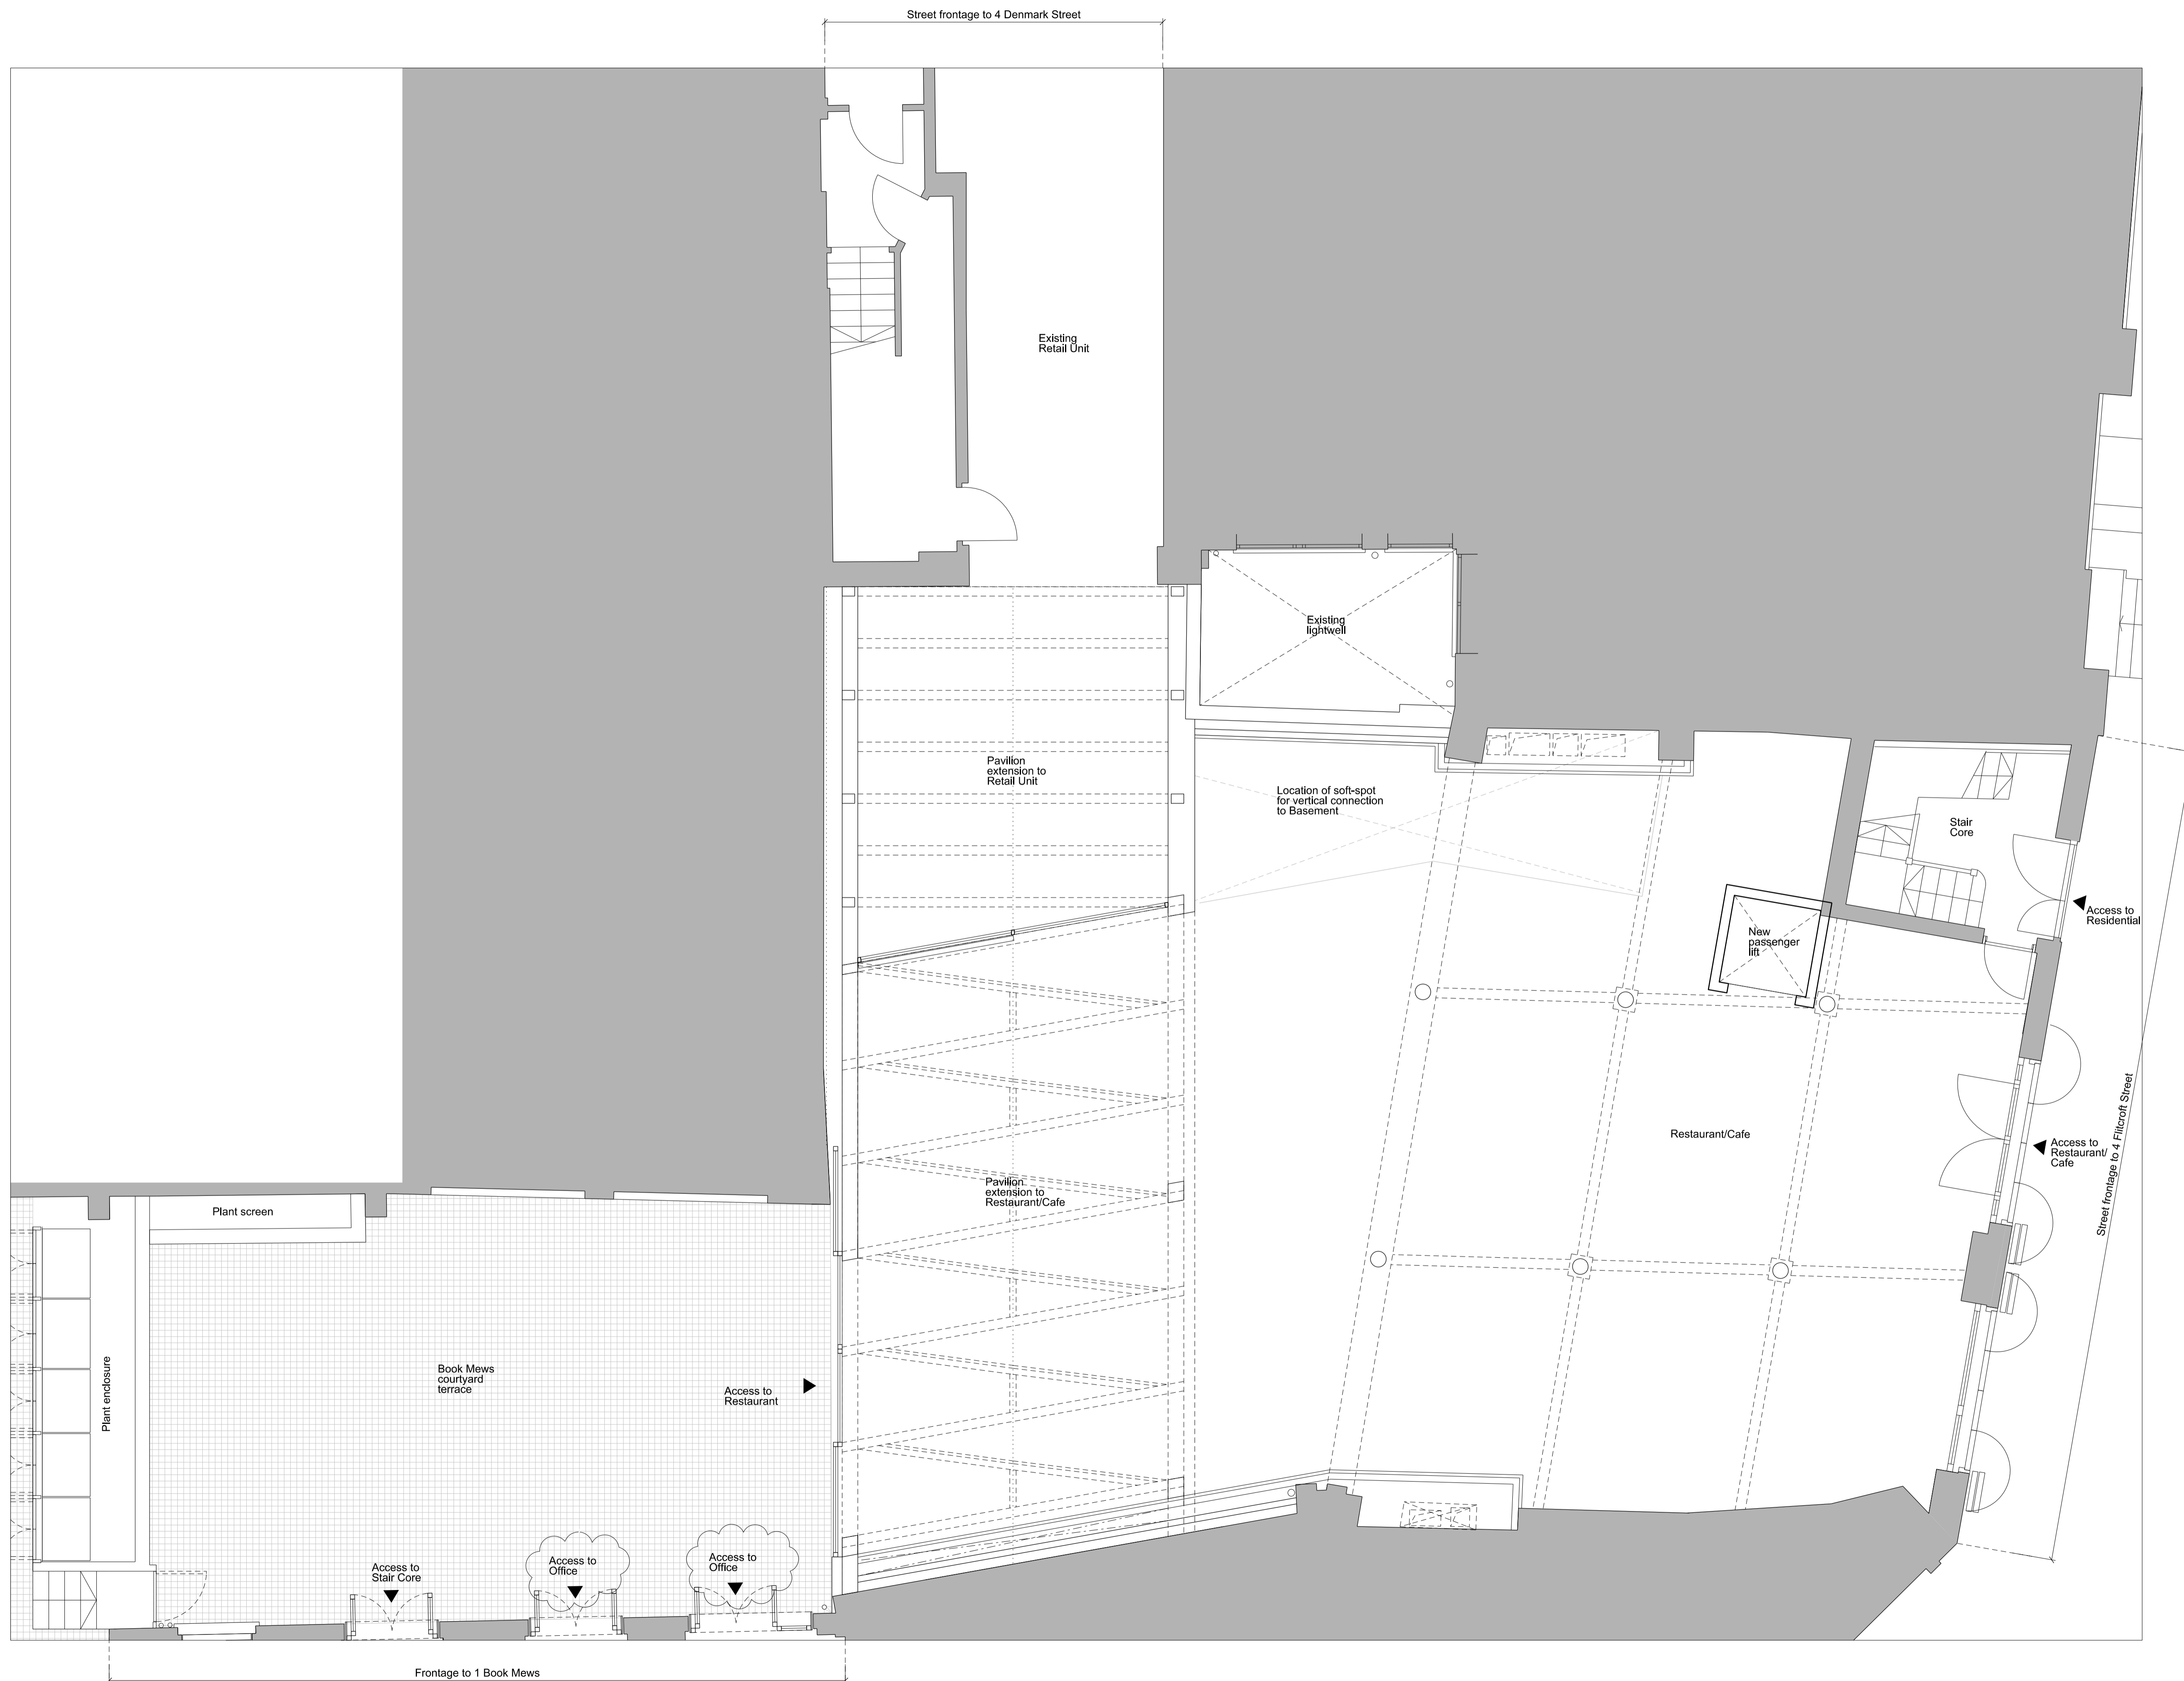 Street frontage to 4 Denmark Street
Existing
Retail Unit
Existing
lightwell
Pavilion
extension to
Retail Unit
Location of soft-spot
for vertical connection
to Basement
Stair
Core
Access to
Residential
New
passenger
lift
Restaurant/Cafe
Access to
Restaurant/
Cafe
Street frontage to 4 Flitcroft Street
Pavilion
extension to
Restaurant/Cafe
Plant screen
Plant enclosure
Book Mews
courtyard
terrace
Access to
Restaurant
Access to
Stair Core
Access to
Office
Access to
Office
Frontage to 1 Book Mews